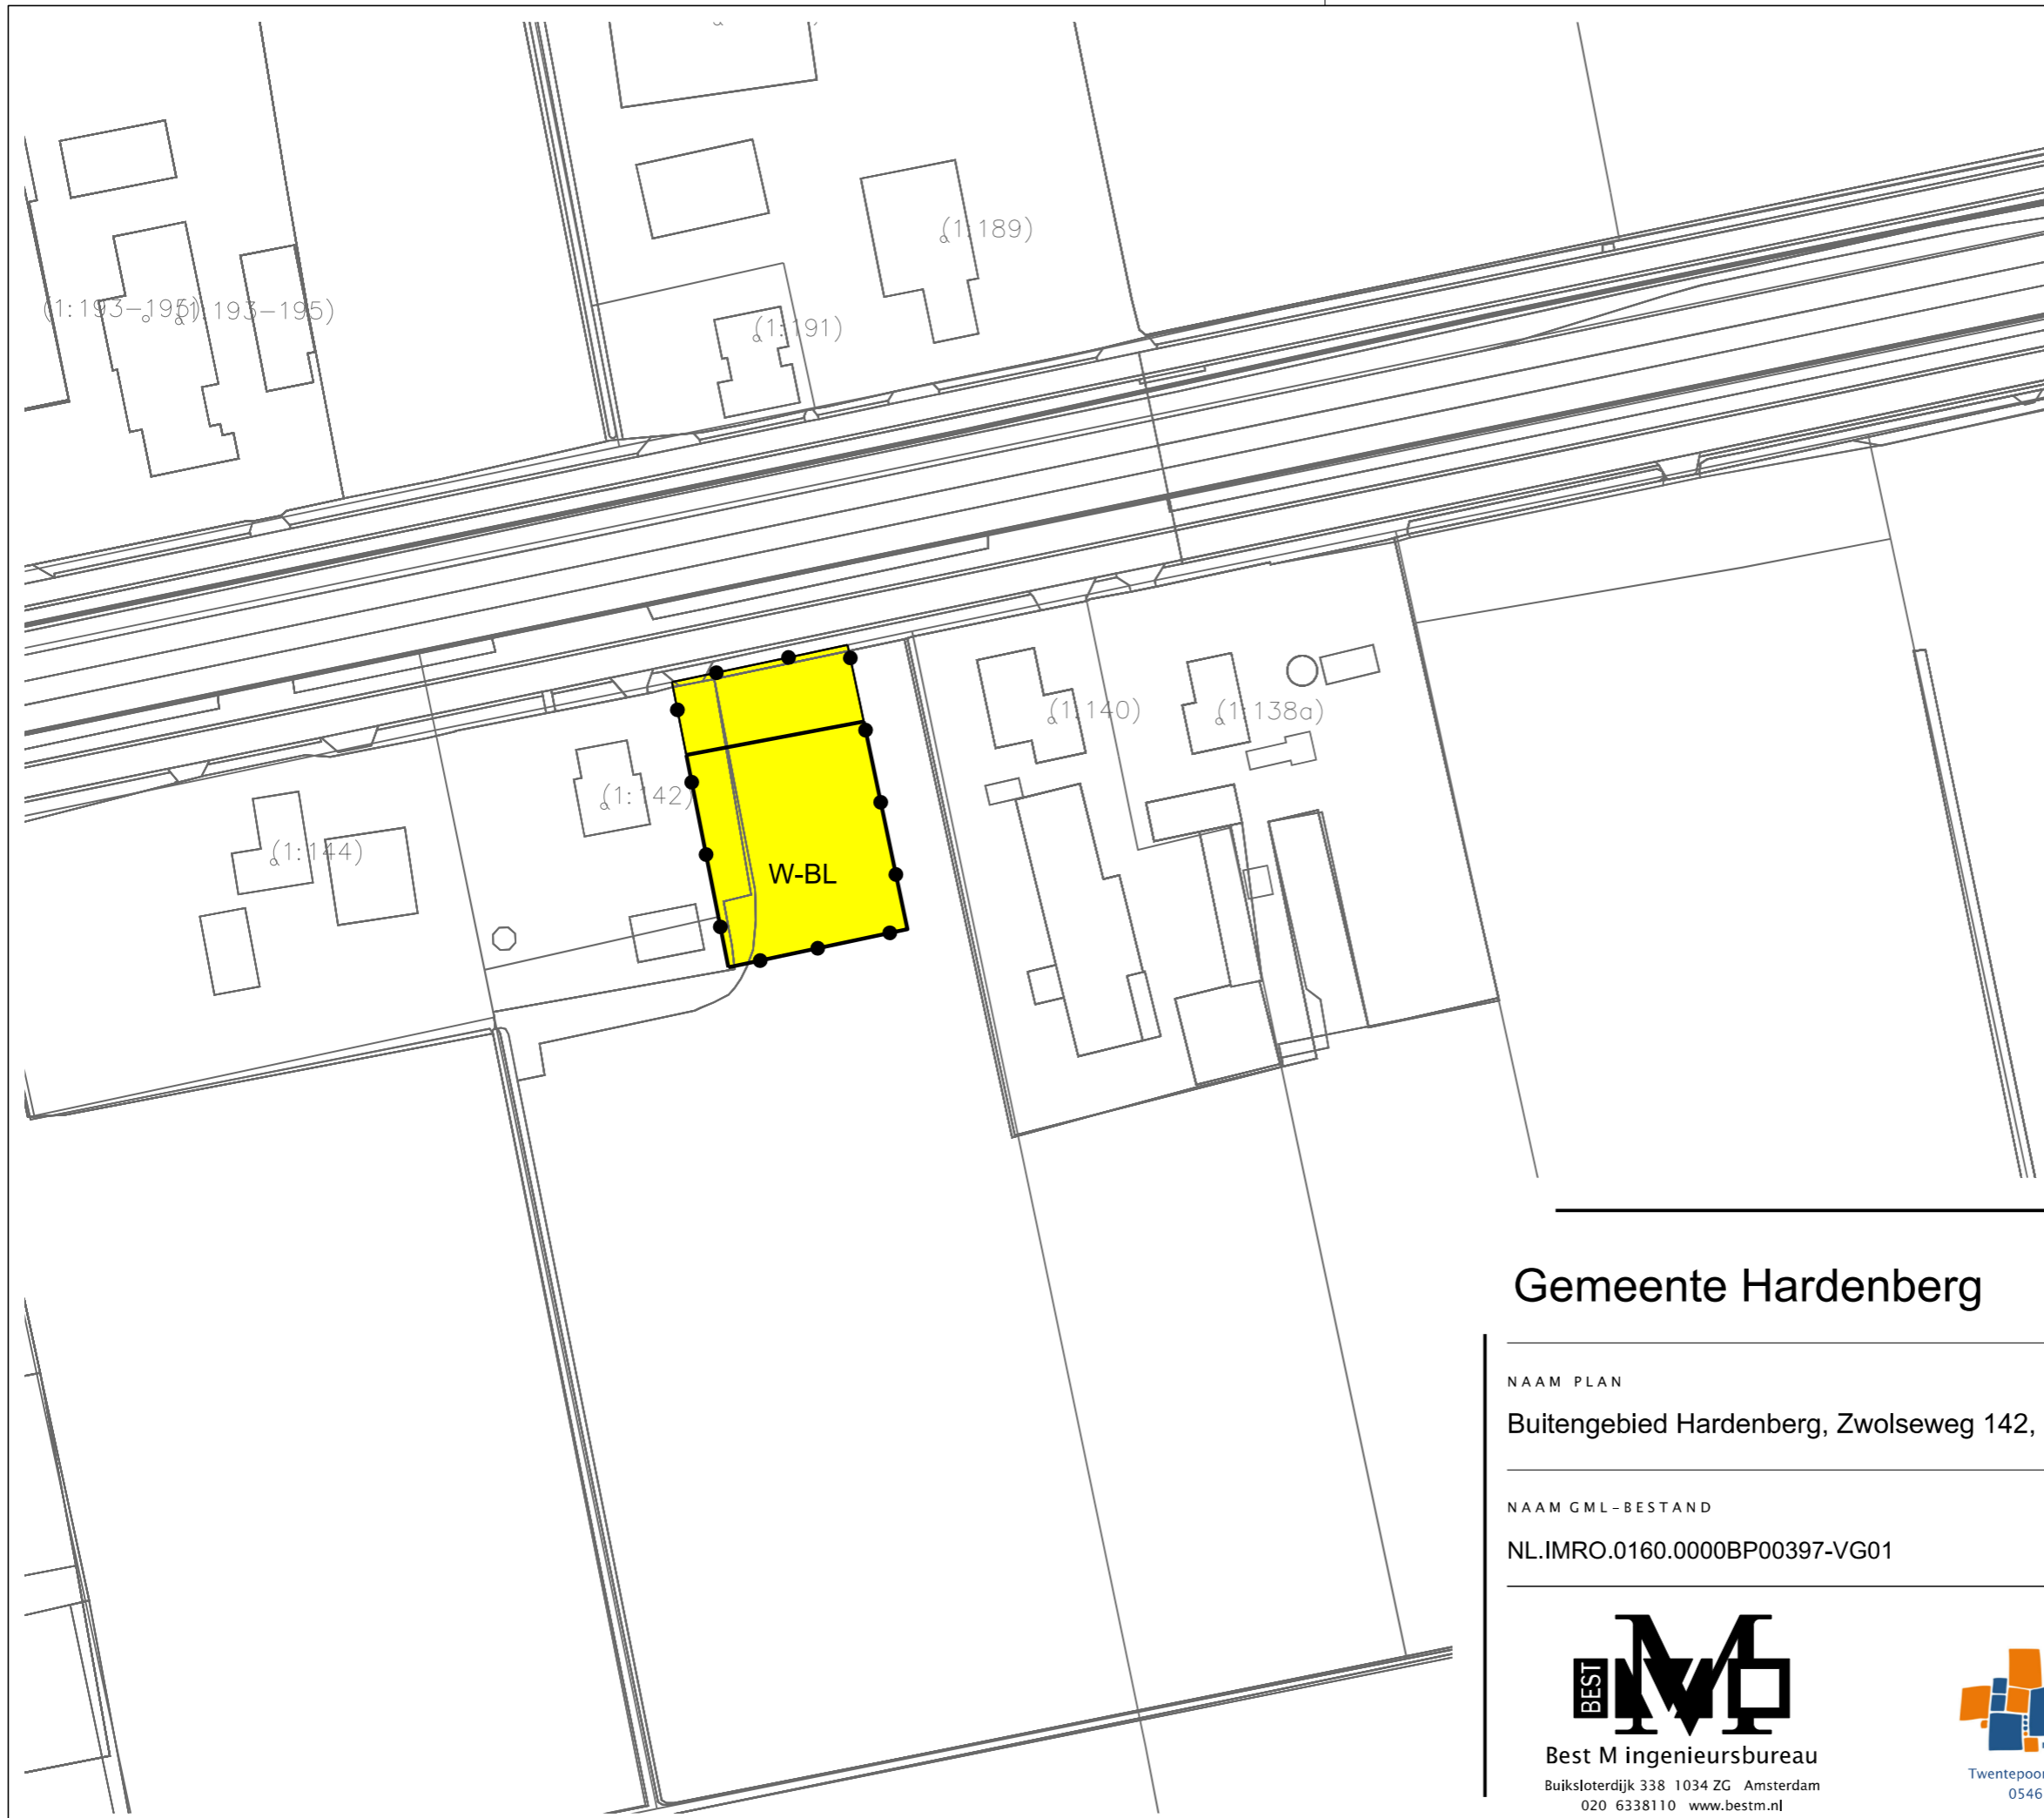 (1:189)
(1:193-195)
(1:193-195)
(1:191)
(1:140)
(1:138a)
(1:142)
(1:144)
W-BL
Gemeente Hardenberg
NAAM PLAN
Buitengebied Hardenberg, Zwolseweg 142,
NAAM GML-BESTAND
NL.IMRO.0160.0000BP00397-VG01
BEST
M
Best M ingenieursbureau
Buiksloterdijk 338 1034 ZG Amsterdam
020 6338110 www.bestm.nl
Twentepoor
0546